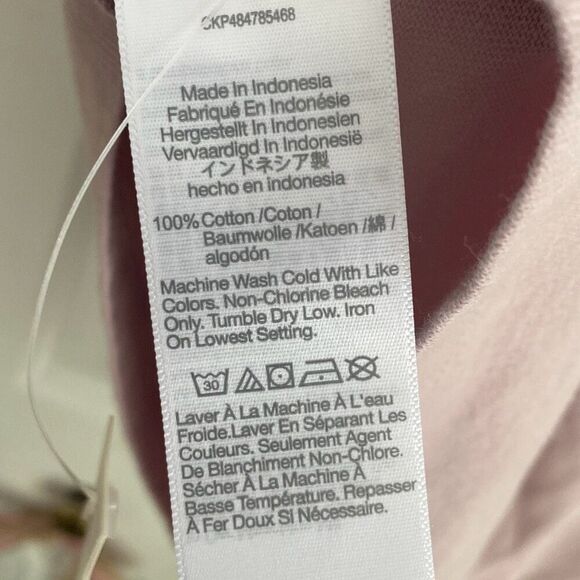 CKP484785468
Made In Indonesia
Fabriqué En Indonésie
Hergestellt In Indonesien
Vervaardigd In Indonesië
インドネシア製
hecho en indonesia
100% Cotton /Coton /
Baumwolle /Katoen /綿 /
algodón
Machine Wash Cold With Like
Colors. Non-Chlorine Bleach
Only. Tumble Dry Low. Iron
On Lowest Setting.
30
Laver À La Machine À L'eau
Froide.Laver En Séparant Les
Couleurs. Seulement Agent
De Blanchiment Non-Chlore.
Sécher À La Machine À
Basse Température. Repasser
À Fer Doux Si Nécessaire.